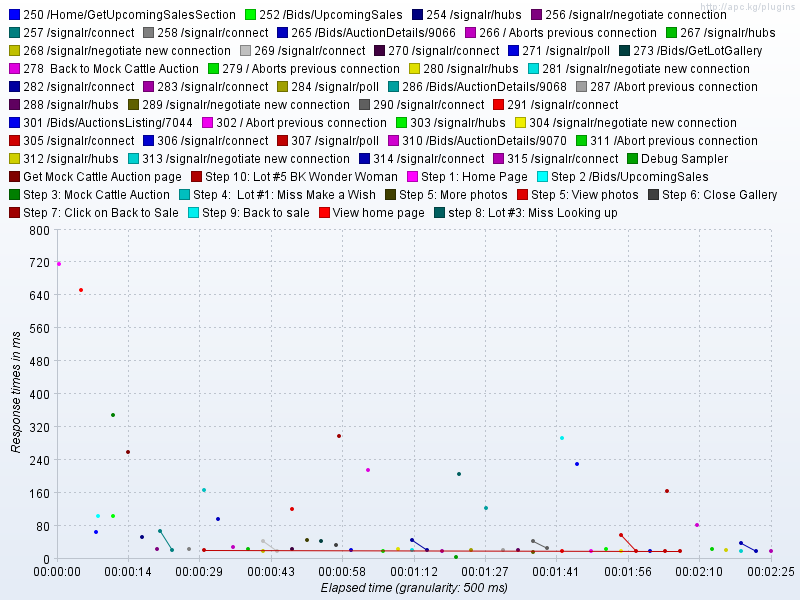 http://apc.kg/plugins
250 /Home/GetUpcomingSalesSection 252 /Bids/UpcomingSales 254 /signalr/hubs 256 /signalr/negotiate connection
257 /signalr/connect 258 /signalr/connect 265 /Bids/AuctionDetails/9066 266 / Aborts previous connection 267 /signalr/hubs
268 /signalr/negotiate new connection 269 /signalr/connect 270 /signalr/connect 271 /signalr/poll 273 /Bids/GetLotGallery
278 Back to Mock Cattle Auction 279 / Aborts previous connection 280 /signalr/hubs 281 /signalr/negotiate new connection
282 /signalr/connect 283 /signalr/connect 284 /signalr/poll 286 /Bids/AuctionDetails/9068 287 /Abort previous connection
288 /signalr/hubs 289 /signalr/negotiate new connection 290 /signalr/connect 291 /signalr/connect
301 /Bids/AuctionsListing/7044 302 / Abort previous connection 303 /signalr/hubs 304 /signalr/negotiate new connection
305 /signalr/connect 306 /signalr/connect 307 /signalr/poll 310 /Bids/AuctionDetails/9070 311 /Abort previous connection
312 /signalr/hubs 313 /signalr/negotiate new connection 314 /signalr/connect 315 /signalr/connect Debug Sampler
Get Mock Cattle Auction page Step 10: Lot #5 BK Wonder Woman Step 1: Home Page Step 2 /Bids/UpcomingSales
Step 3: Mock Cattle Auction Step 4: Lot #1: Miss Make a Wish Step 5: More photos Step 5: View photos Step 6: Close Gallery
Step 7: Click on Back to Sale Step 9: Back to sale View home page step 8: Lot #3: Miss Looking up
800
720
640
560
480
400
320
240
160
80
0
Response times in ms
00:00:00 00:00:14 00:00:29 00:00:43 00:00:58 00:01:12 00:01:27 00:01:41 00:01:56 00:02:10 00:02:25
Elapsed time (granularity: 500 ms)